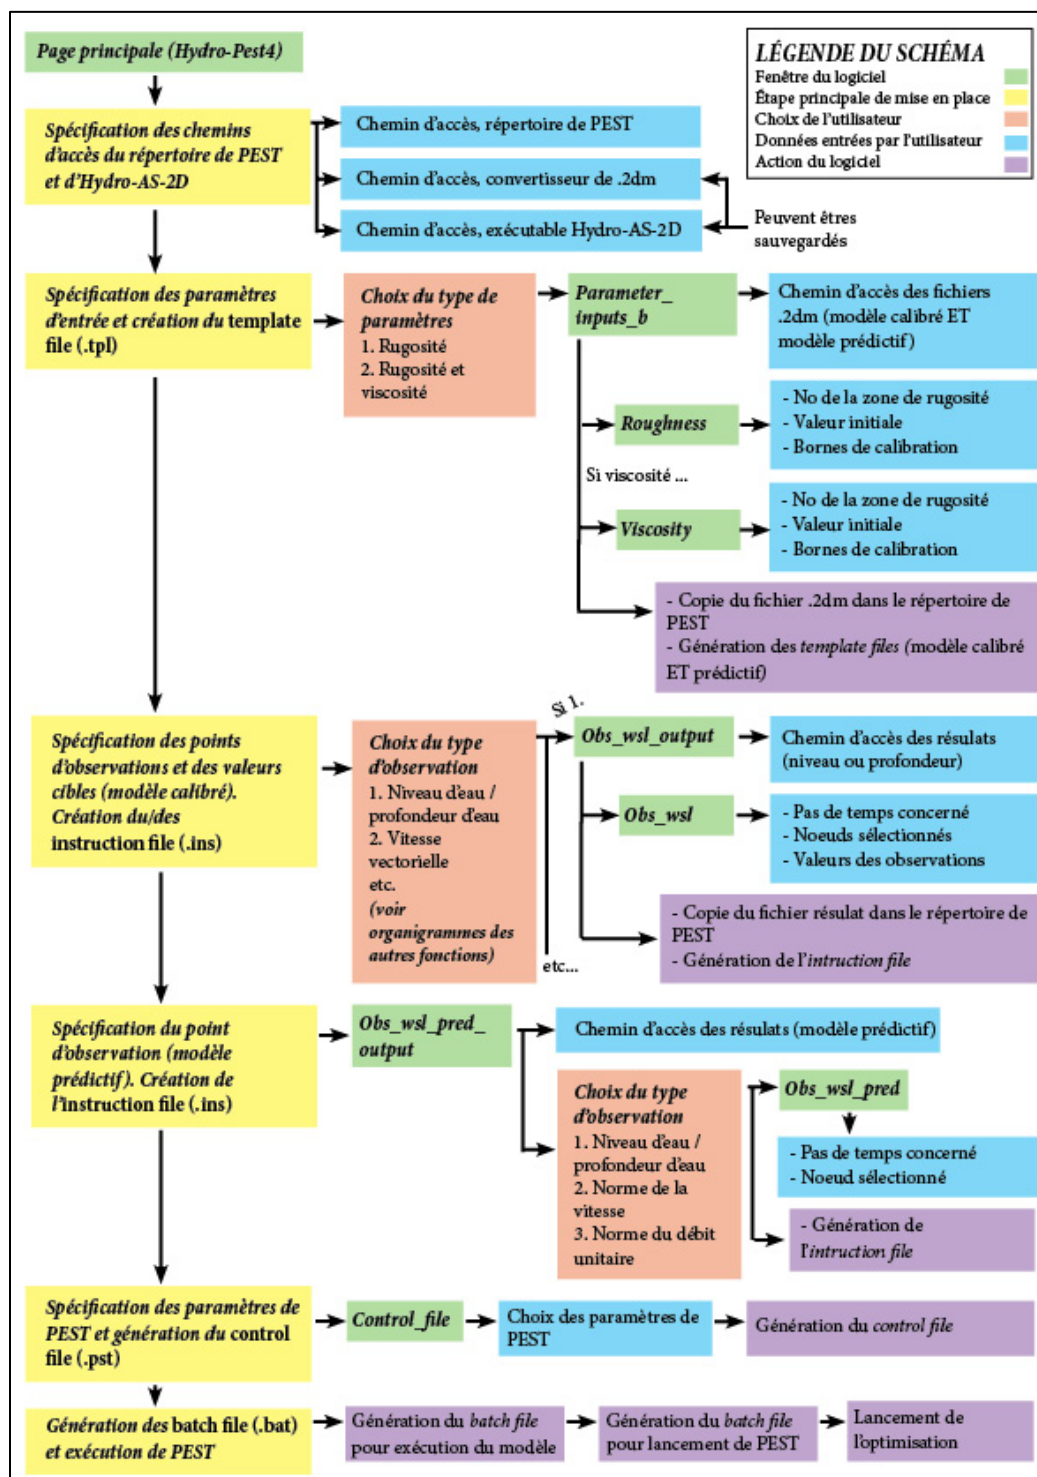 Page principale (Hydro-Pest4)
LÉGENDE DU SCHÉMA
Fenêtre du logiciel
Étape principale de mise en place
Choix de l'utilisateur
Données entrées par l'utilisateur
Action du logiciel
Spécification des chemins
d'accès du répertoire de PEST
et d'Hydro-AS-2D
Chemin d'accès, répertoire de PEST
Chemin d'accès, convertisseur de .2dm
Chemin d'accès, exécutable Hydro-AS-2D
Peuvent êtres
sauvegardés
Spécification des paramètres
d'entrée et création du template
file (.tpl)
Choix du type de
paramètres
1. Rugosité
2. Rugosité et
viscosité
Parameter_
inputs_b
Chemin d'accès des fichiers
.2dm (modèle calibré ET
modèle prédictif)
Roughness
- No de la zone de rugosité
- Valeur initiale
- Bornes de calibration
Si viscosité ...
Viscosity
- No de la zone de rugosité
- Valeur initiale
- Bornes de calibration
- Copie du fichier .2dm dans le répertoire de
PEST
- Génération des template files (modèle calibré
ET prédictif)
Spécification des points
d'observations et des valeurs
cibles (modèle calibré).
Création du/des
instruction file (.ins)
Choix du type
d'observation
1. Niveau d'eau /
profondeur d'eau
2. Vitesse
vectorielle
etc.
(voir
organigrammes des
autres fonctions)
Si 1.
etc...
Obs_wsl_output
Chemin d'accès des résulats
(niveau ou profondeur)
Obs_wsl
- Pas de temps concerné
- Noeuds sélectionnés
- Valeurs des observations
- Copie du fichier résulat dans le répertoire de
PEST
- Génération de l'intruction file
Spécification du point
d'observation (modèle
prédictif). Création de
l'instruction file (.ins)
Obs_wsl_pred_
output
Chemin d'accès des résulats (modèle prédictif)
Choix du type
d'observation
1. Niveau d'eau /
profondeur d'eau
2. Norme de la
vitesse
3. Norme du débit
unitaire
Obs_wsl_pred
- Pas de temps concerné
- Noeud sélectionné
- Génération de
l'intruction file
Spécification des paramètres de
PEST et génération du control
file (.pst)
Control_file
Choix des paramètres de
PEST
Génération du control file
Génération des batch file (.bat)
et exécution de PEST
Génération du batch file
pour exécution du modèle
Génération du batch file
pour lancement de PEST
Lancement de
l'optimisation